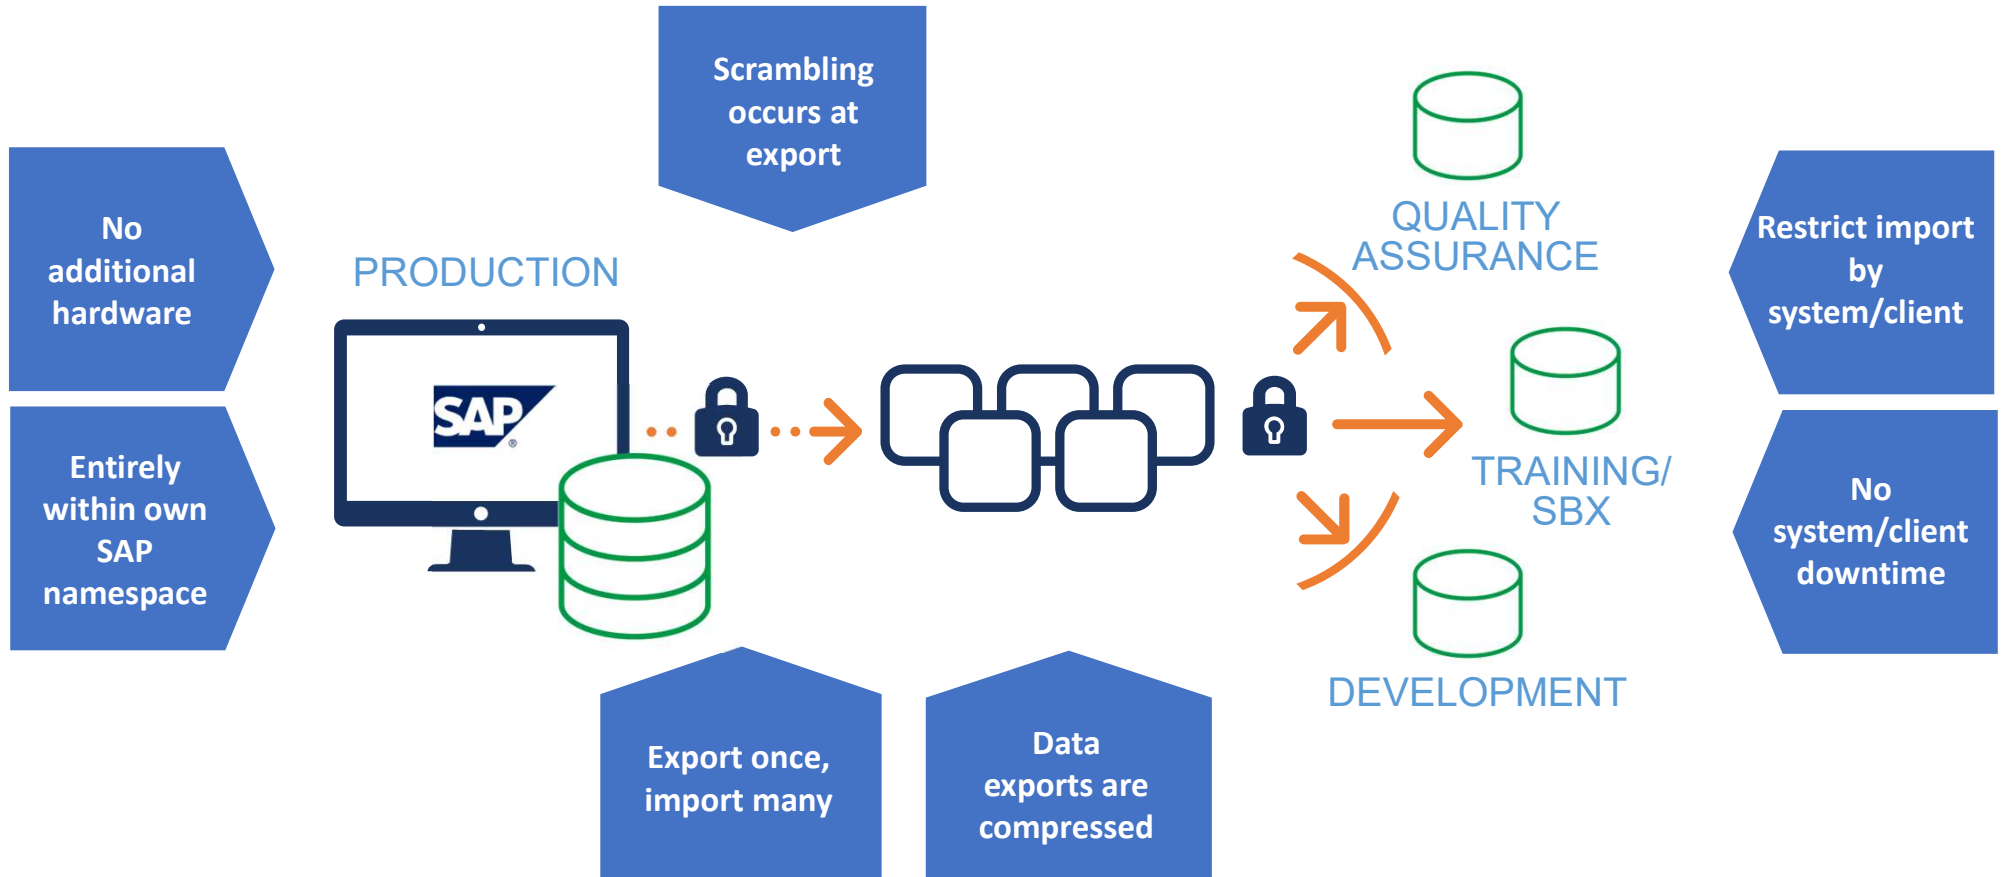 Scrambling
occurs at
export
No
additional
hardware
Entirely
within own
SAP
namespace
PRODUCTION
SAP
®
Export once,
import many
Data
exports are
compressed
QUALITY
ASSURANCE
TRAINING/
SBX
DEVELOPMENT
Restrict import
by
system/client
No
system/client
downtime